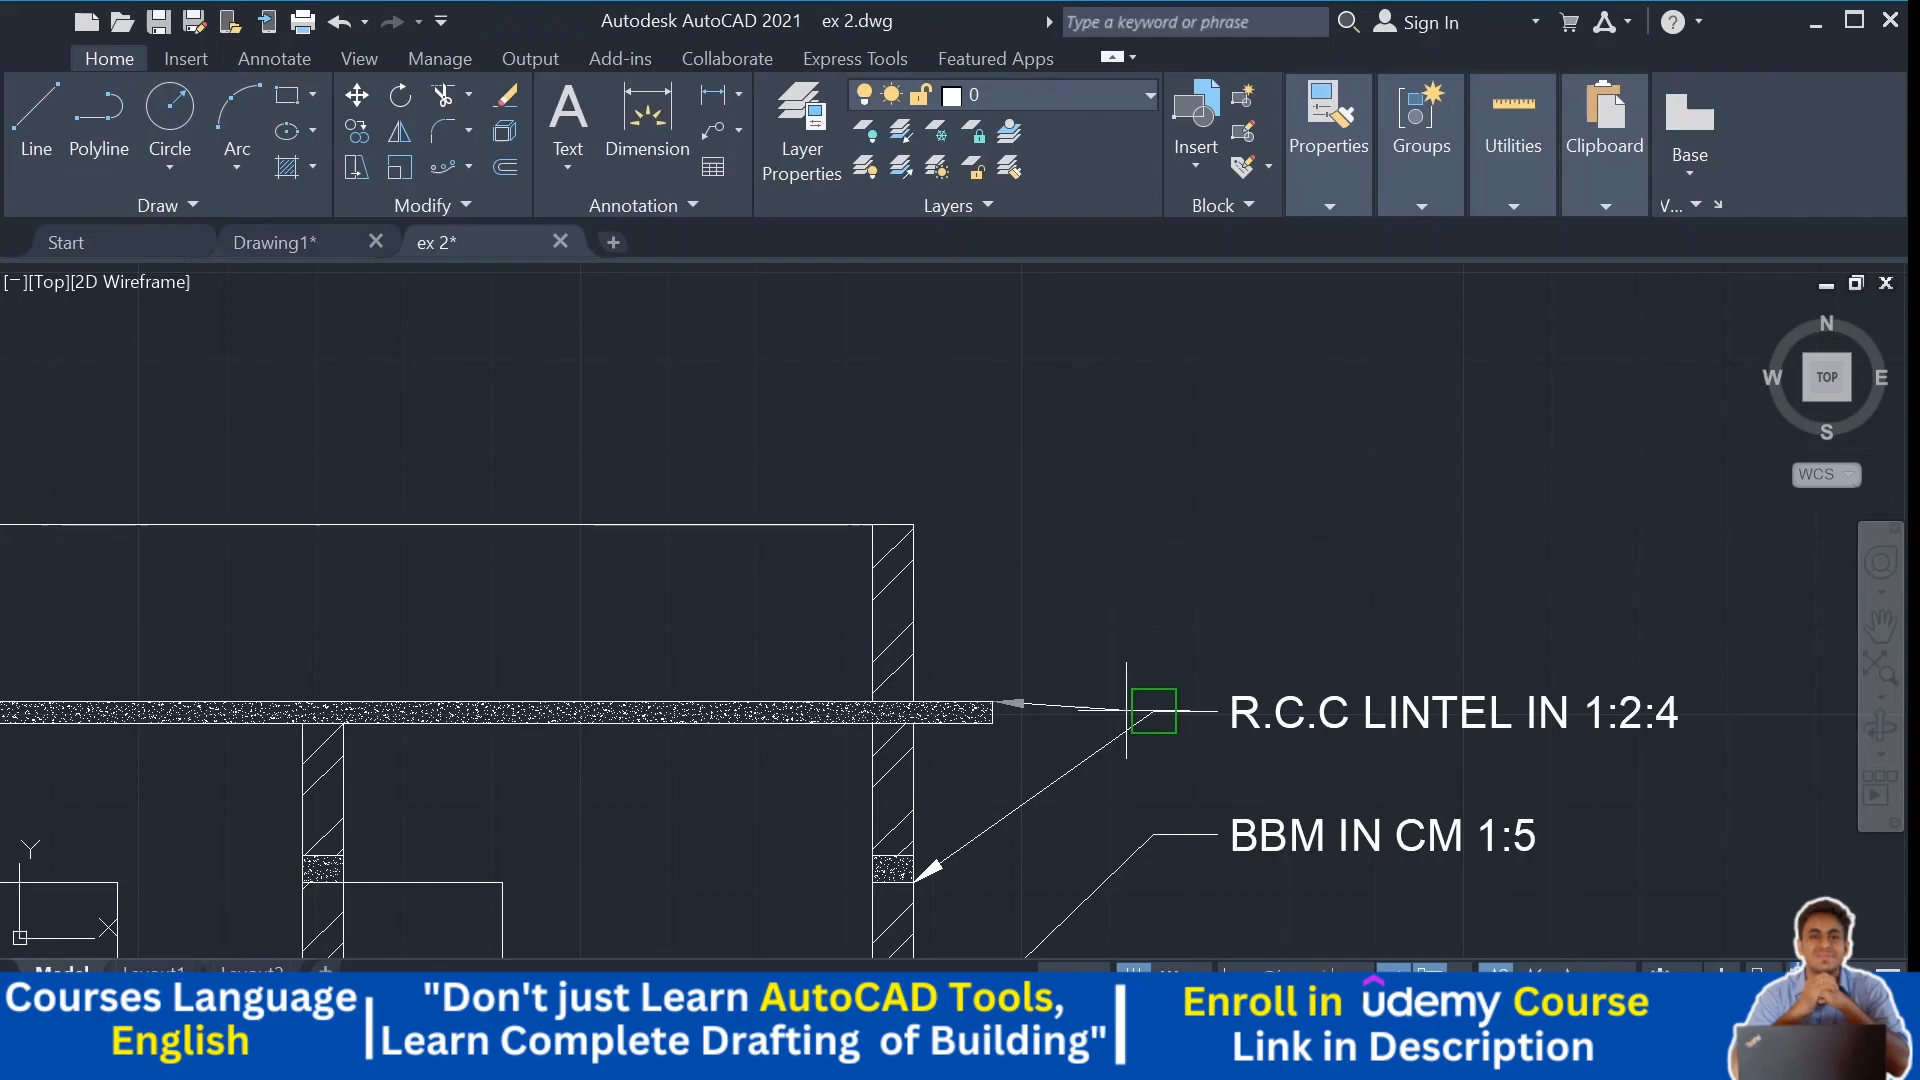 Autodesk AutoCAD 2021 ex 2.dwg
Type a keyword or phrase
Sign In
Home Insert Annotate View Manage Output Add-ins Collaborate Express Tools Featured Apps
0
Line Polyline Circle Arc
Text Dimension
Layer
Properties
Insert
Properties Groups Utilities Clipboard
Base
Draw Modify Annotation Layers Block V...
Start Drawing1* ex 2*
[−][Top][2D Wireframe]
N
W TOP E
S
WCS
R.C.C LINTEL IN 1:2:4
BBM IN CM 1:5
Y
X
Model Layout1 Layout2
Courses Language
English
"Don't just Learn AutoCAD Tools,
Learn Complete Drafting of Building"
Enroll in udemy Course
Link in Description